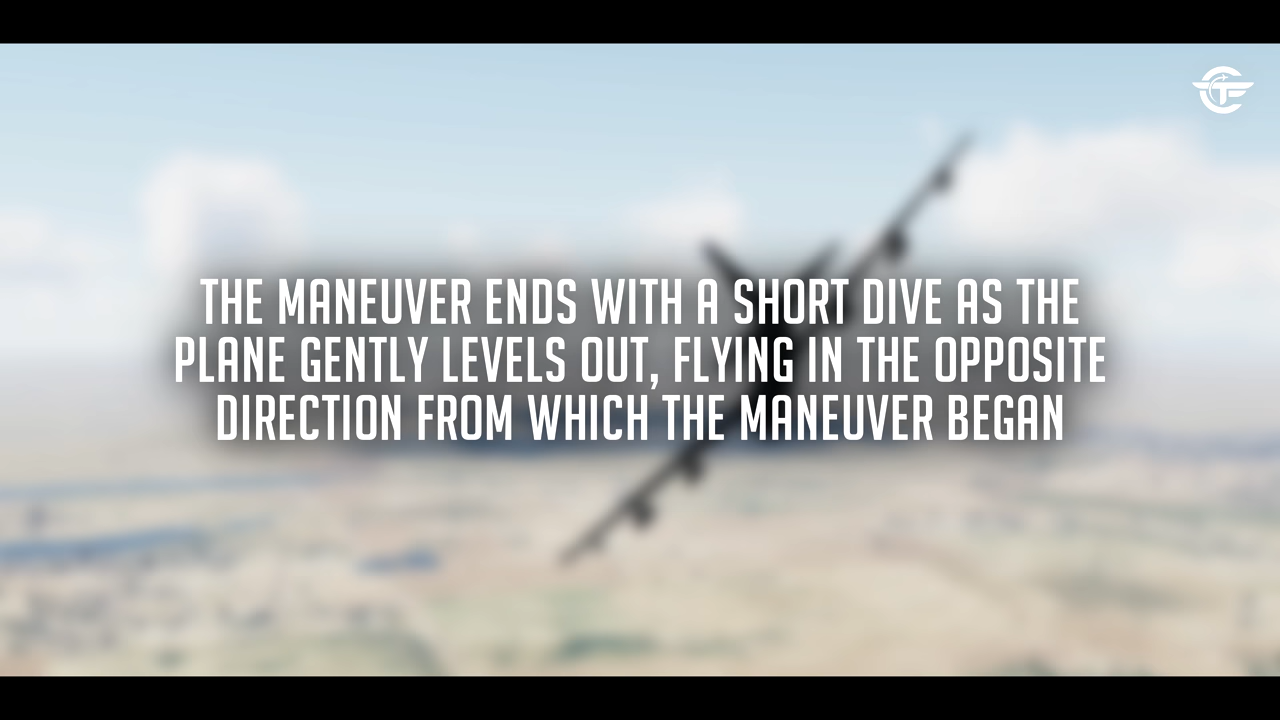 THE MANEUVER ENDS WITH A SHORT DIVE AS THE
PLANE GENTLY LEVELS OUT, FLYING IN THE OPPOSITE
DIRECTION FROM WHICH THE MANEUVER BEGAN